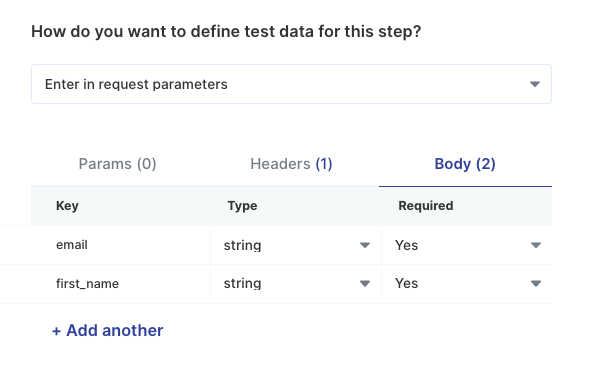 How do you want to define test data for this step?
Enter in request parameters
Params (0) Headers (1) Body (2)
Key Type Required
email string Yes
first_name string Yes
+ Add another